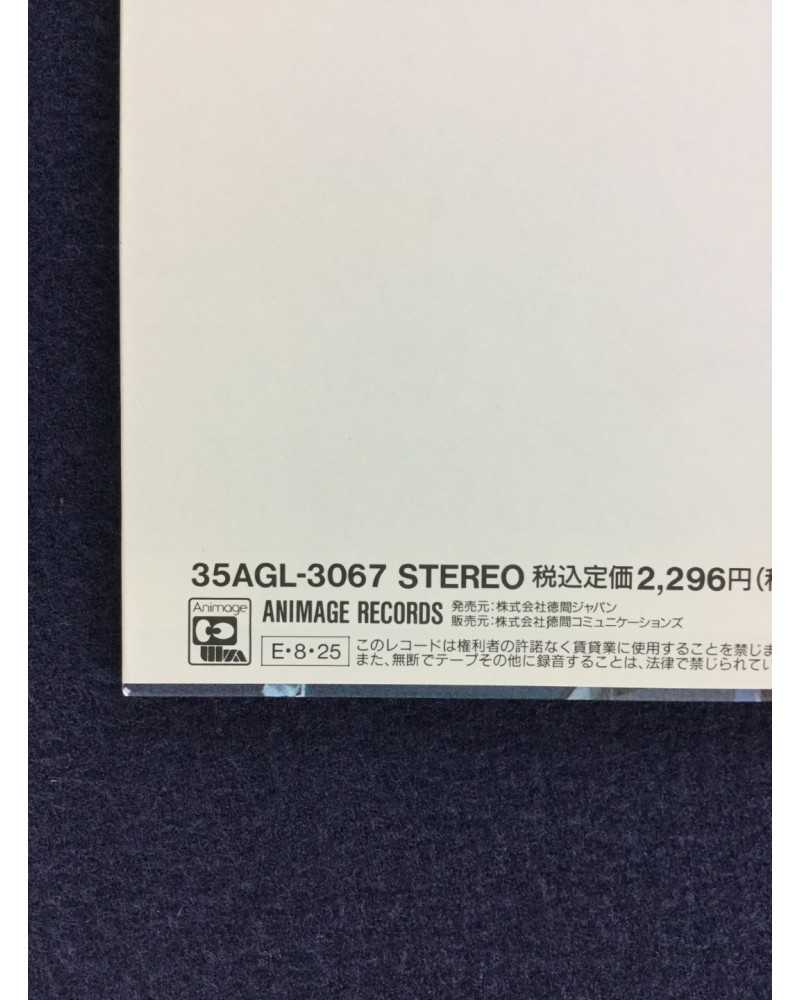 35AGL-3067 STEREO 税込定価2,296円(
Animage
ANIMAGE RECORDS
発売元:株式会社徳間ジャパン
販売元:株式会社徳間コミュニケーションズ
E・8・25
このレコードは権利者の許諾なく賃貸業に使用することを禁じま
また、無断でテープその他に録音することは、法律で禁じられてい